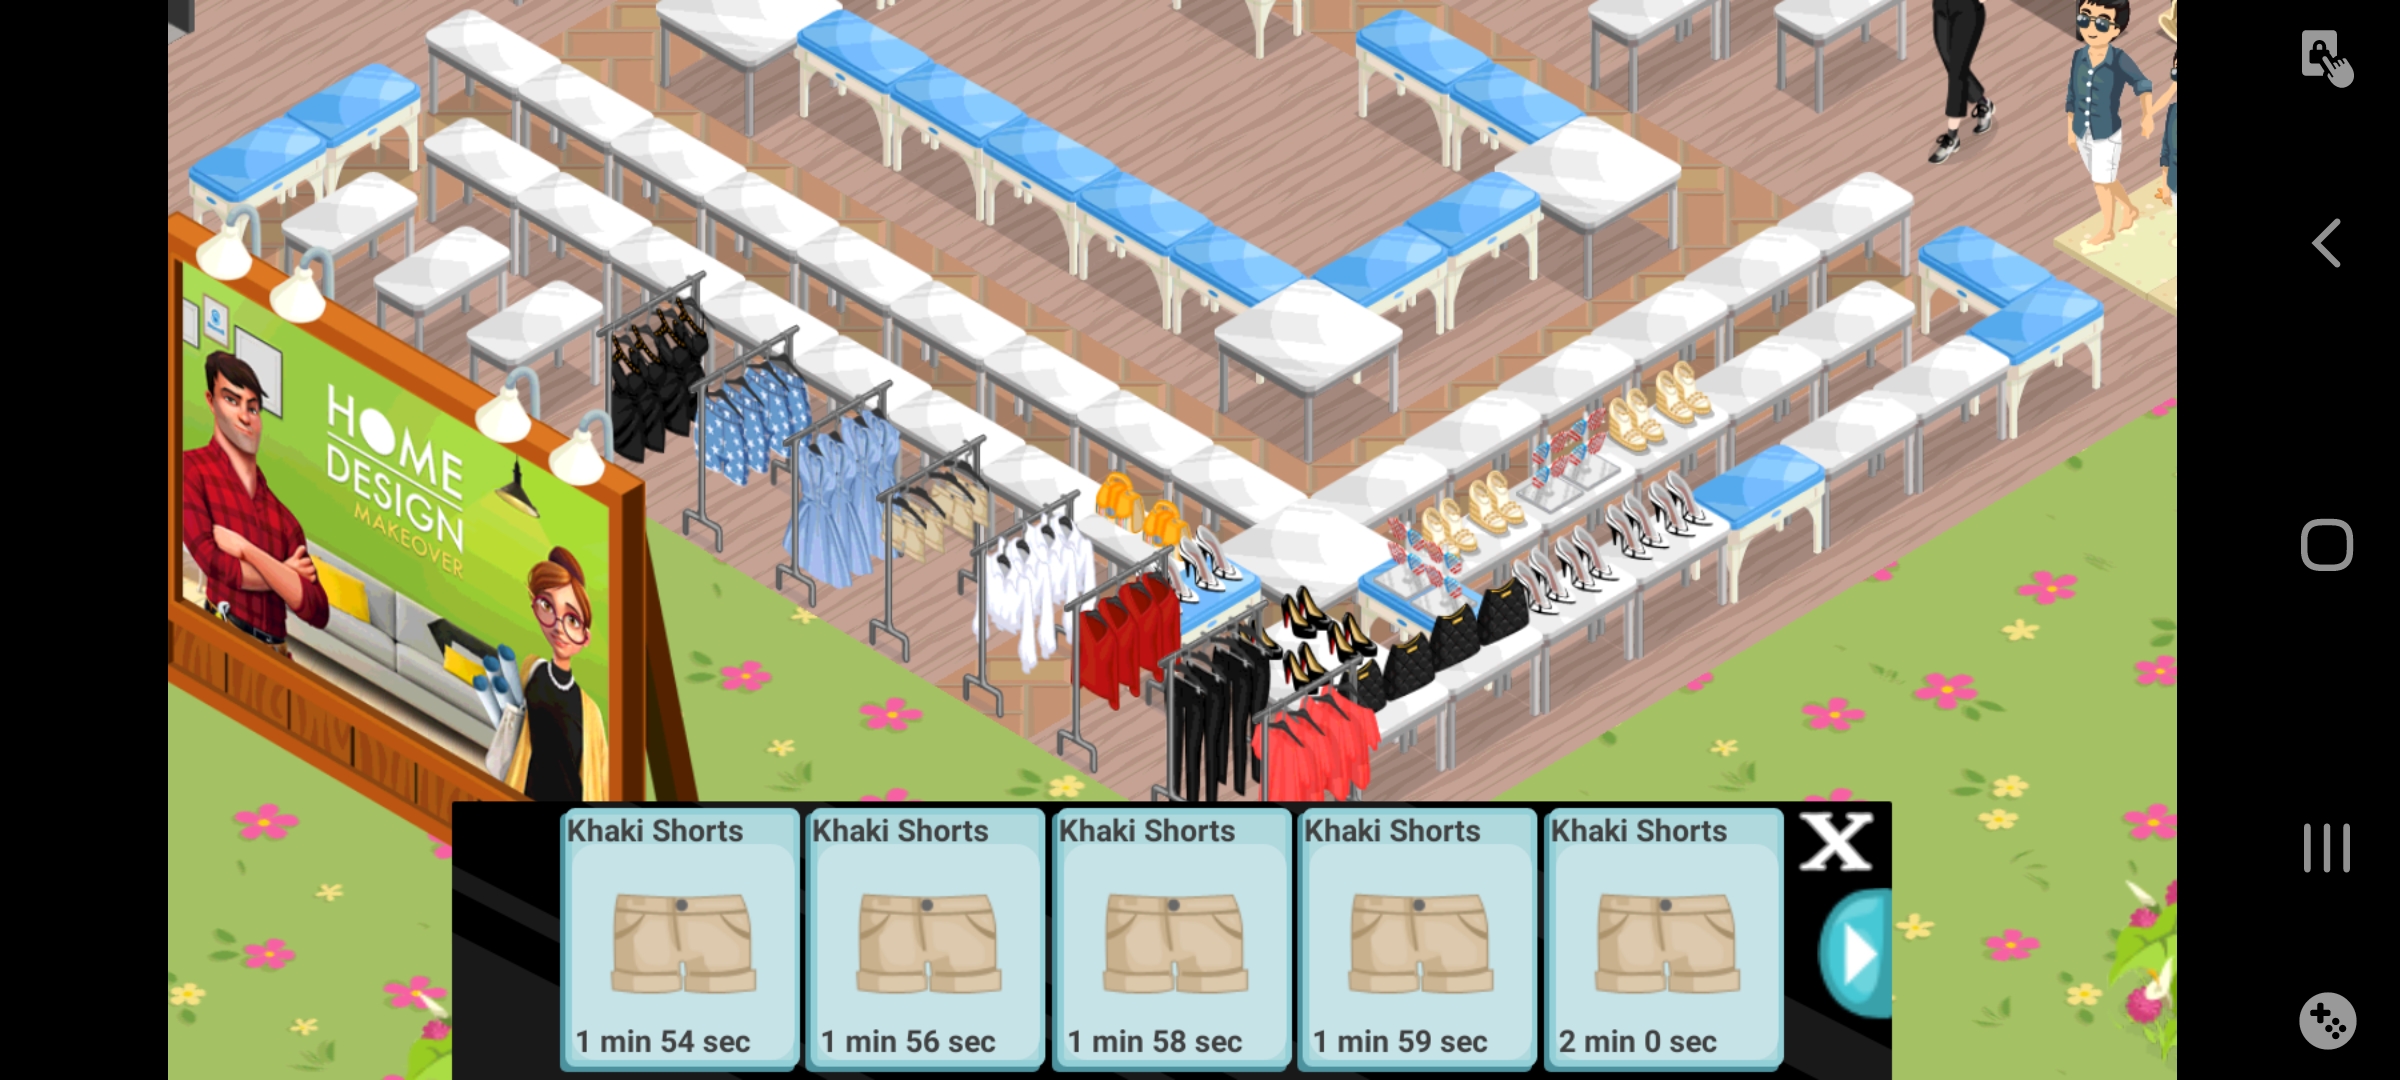 HOME
DESIGN
MAKEOVER
Khaki Shorts
Khaki Shorts
Khaki Shorts
Khaki Shorts
Khaki Shorts
X
1 min 54 sec
1 min 56 sec
1 min 58 sec
1 min 59 sec
2 min 0 sec